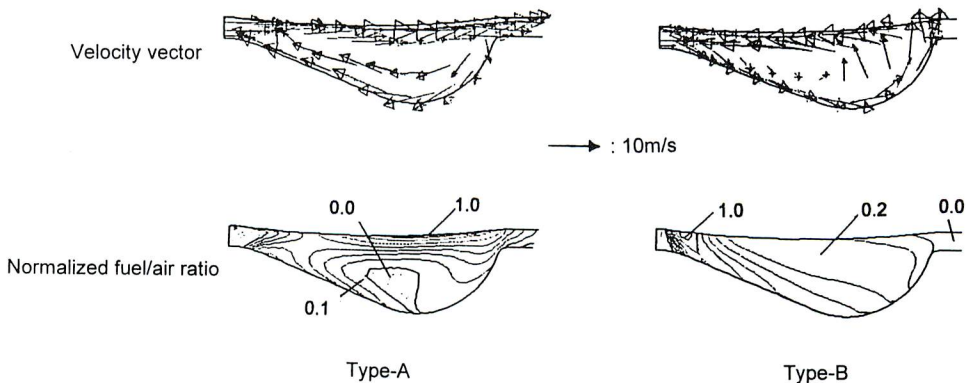 Velocity vector
: 10m/s
0.0
1.0
1.0
0.2
0.0
Normalized fuel/air ratio
0.1
Type-A
Type-B